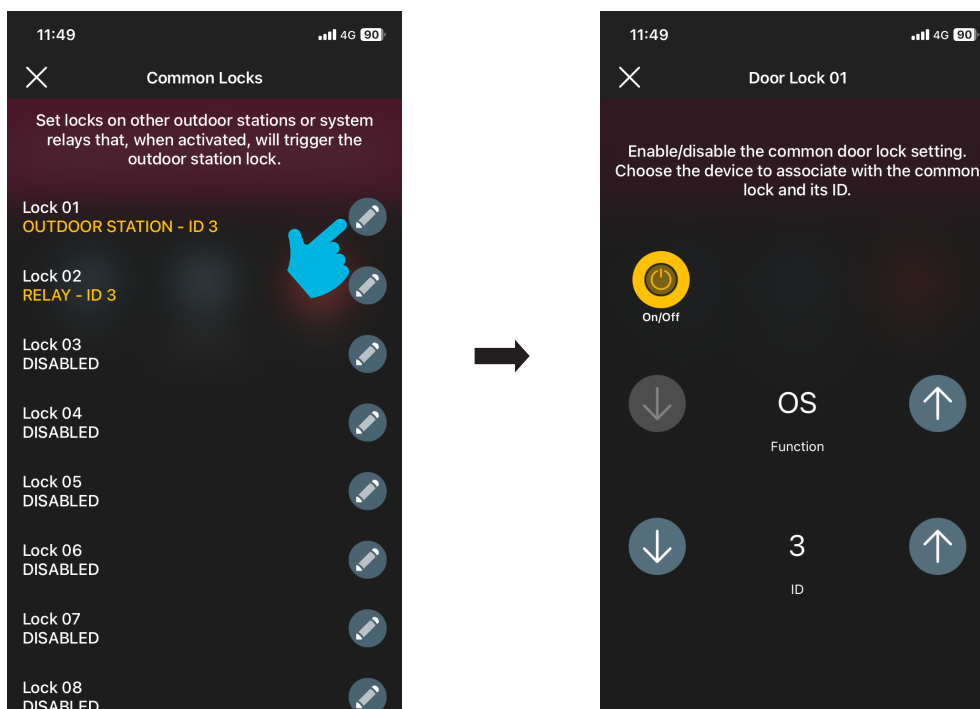 11:49
4G 90
Common Locks
Set locks on other outdoor stations or system
relays that, when activated, will trigger the
outdoor station lock.
Lock 01
OUTDOOR STATION - ID 3
Lock 02
RELAY - ID 3
Lock 03
DISABLED
Lock 04
DISABLED
Lock 05
DISABLED
Lock 06
DISABLED
Lock 07
DISABLED
Lock 08
DISABLED
11:49
4G 90
Door Lock 01
Enable/disable the common door lock setting.
Choose the device to associate with the common
lock and its ID.
On/Off
OS
Function
3
ID